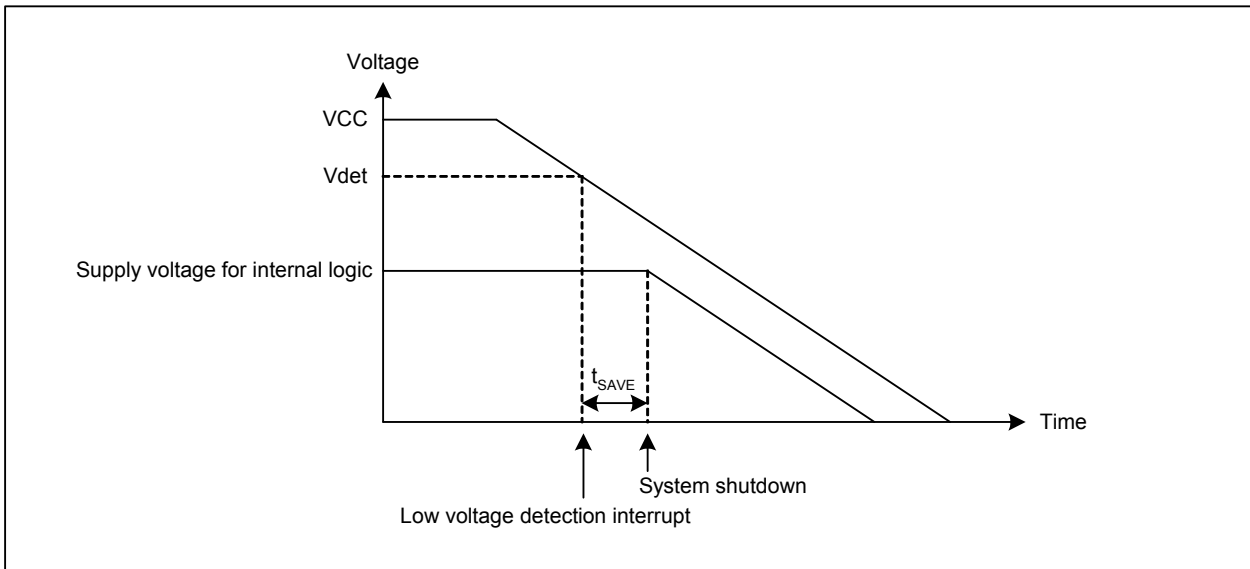 Voltage
VCC
Vdet
Supply voltage for internal logic
tSAVE
Time
System shutdown
Low voltage detection interrupt